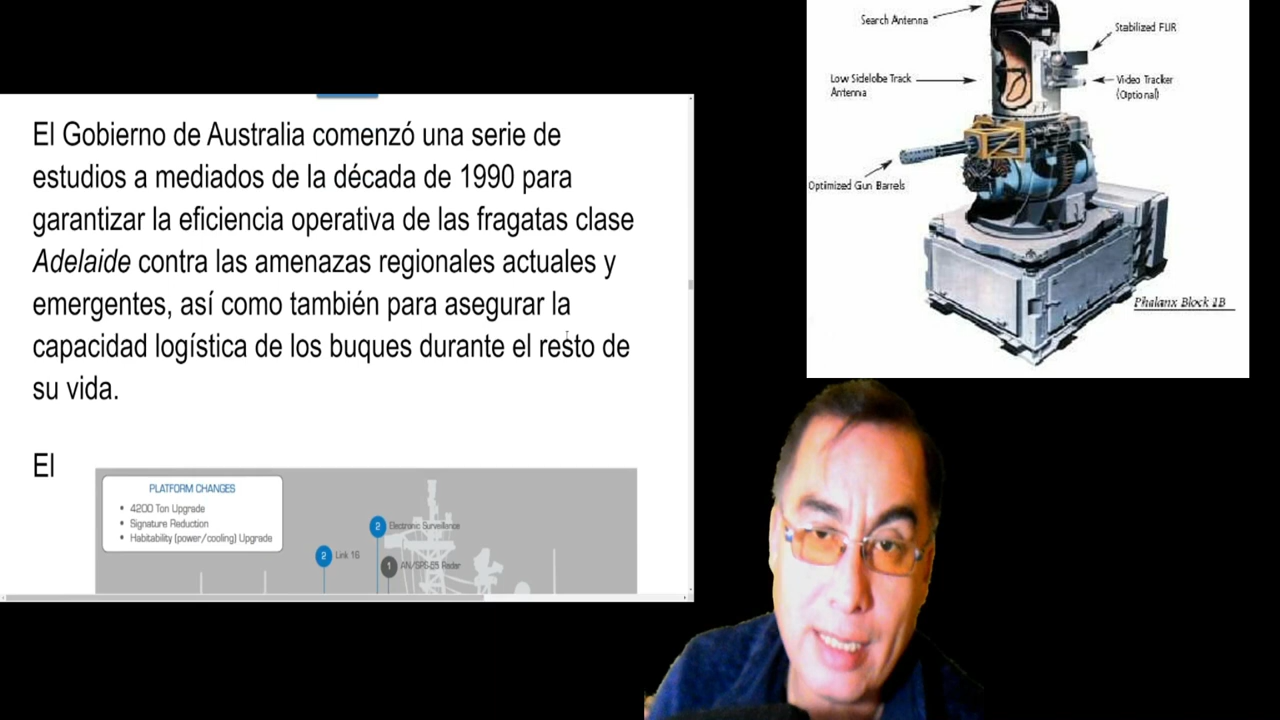 El Gobierno de Australia comenzó una serie de
estudios a mediados de la década de 1990 para
garantizar la eficiencia operativa de las fragatas clase
Adelaide contra las amenazas regionales actuales y
emergentes, así como también para asegurar la
capacidad logística de los buques durante el resto de
su vida.
El
PLATFORM CHANGES
• 4200 Ton Upgrade
• Signature Reduction
• Habitability (power/cooling) Upgrade
2 Electronic Surveillance
2 Link 16
1 AN/SPS-55 Radar
Search Antenna
Stabilized FLIR
Low Sidelobe Track
Antenna
Video Tracker
(Optional)
Optimized Gun Barrels
Phalanx Block 1B